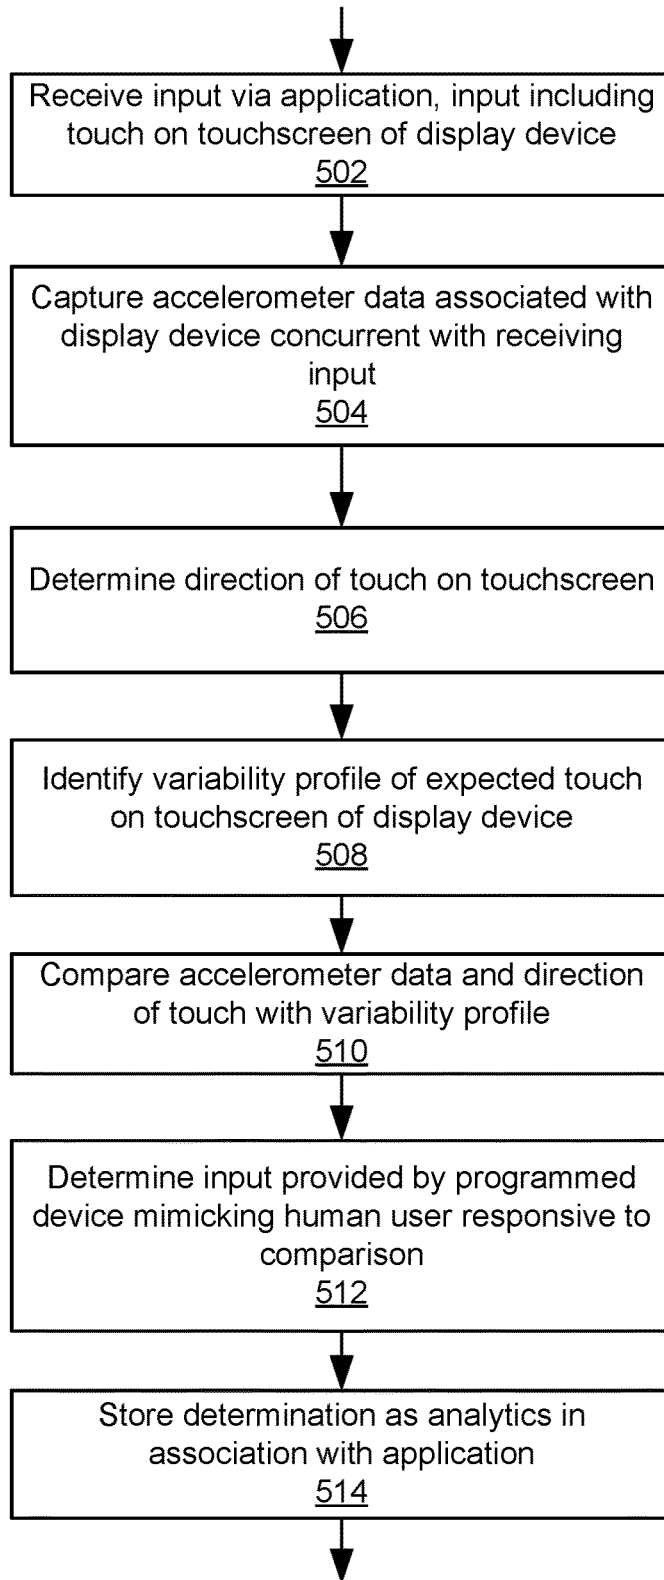 Receive input via application, input including
touch on touchscreen of display device
502
Capture accelerometer data associated with
display device concurrent with receiving
input
504
Determine direction of touch on touchscreen
506
Identify variability profile of expected touch
on touchscreen of display device
508
Compare accelerometer data and direction
of touch with variability profile
510
Determine input provided by programmed
device mimicking human user responsive to
comparison
512
Store determination as analytics in
association with application
514